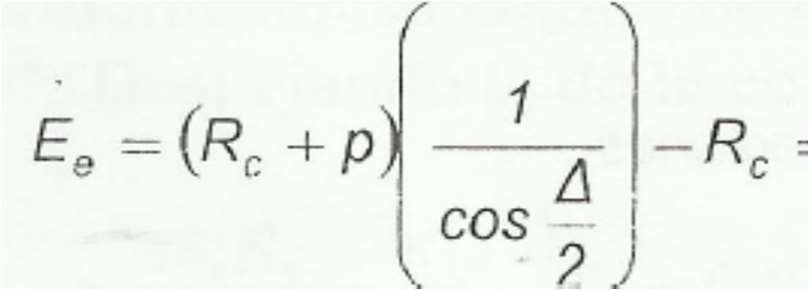 E_e = (R_c + p) ( 1 / cos Δ/2 ) − R_c =